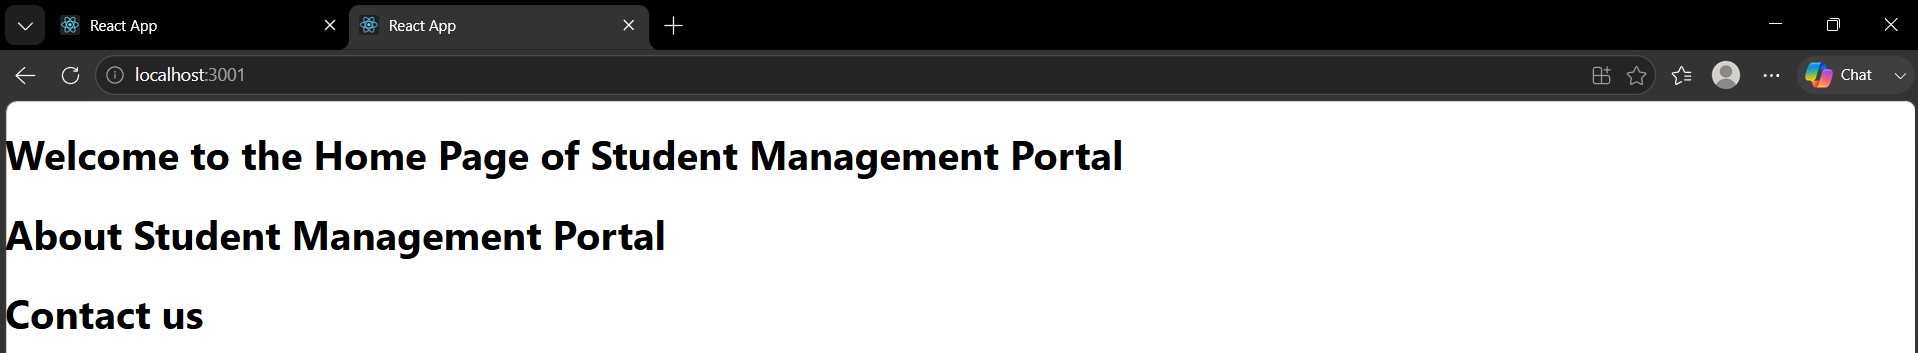 React App
React App
localhost:3001
Chat
Welcome to the Home Page of Student Management Portal
About Student Management Portal
Contact us